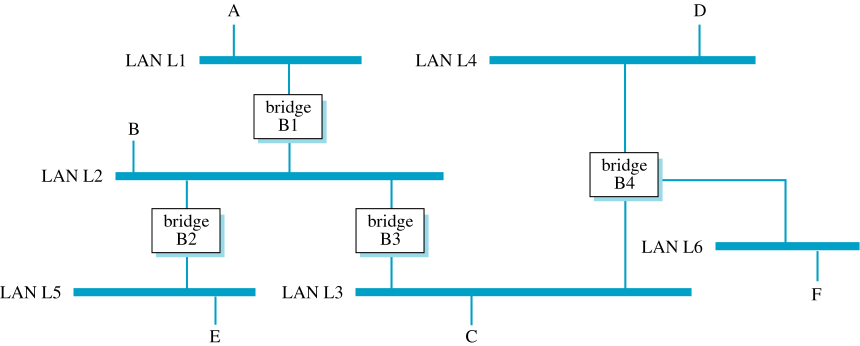 A
D
LAN L1
LAN L4
bridge
B1
B
bridge
B4
LAN L2
bridge
B2
bridge
B3
LAN L6
LAN L5
LAN L3
F
E
C